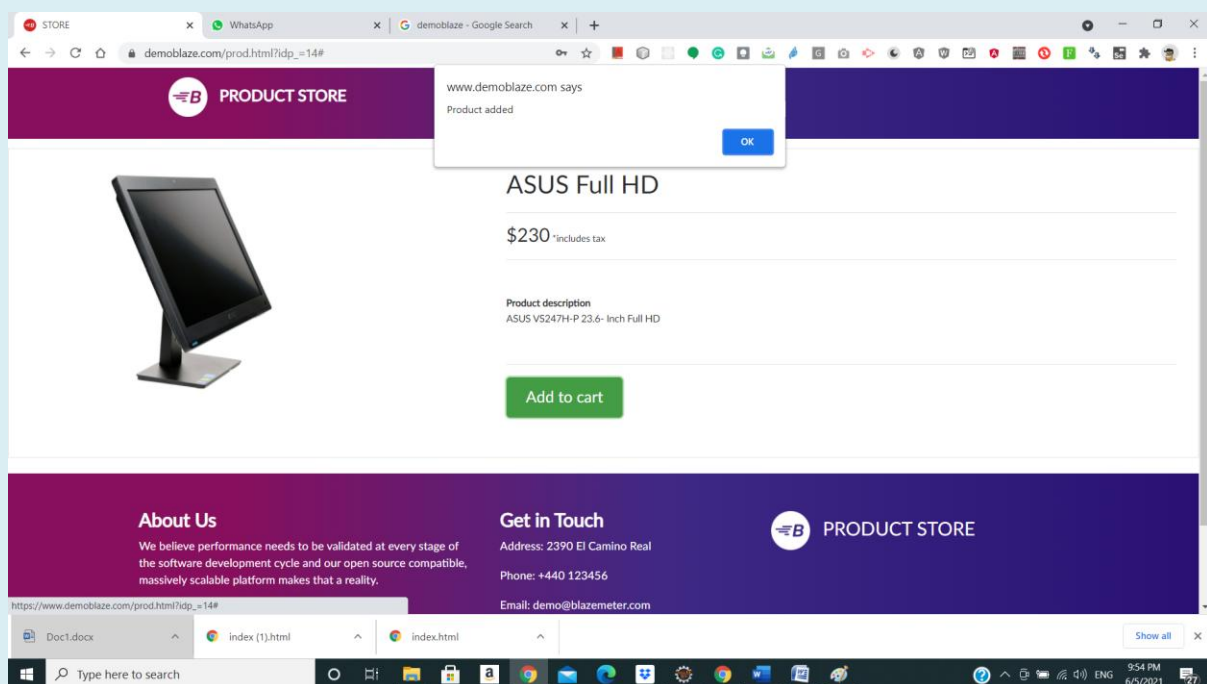 STORE
WhatsApp
demoblaze - Google Search
demoblaze.com/prod.html?idp_=14#
B PRODUCT STORE
www.demoblaze.com says
Product added
OK
ASUS Full HD
$230 *includes tax
Product description
ASUS VS247H-P 23.6- Inch Full HD
Add to cart
About Us
We believe performance needs to be validated at every stage of
the software development cycle and our open source compatible,
massively scalable platform makes that a reality.
Get in Touch
Address: 2390 El Camino Real
Phone: +440 123456
Email: demo@blazemeter.com
B PRODUCT STORE
https://www.demoblaze.com/prod.html?idp_=14#
Doc1.docx
index (1).html
index.html
Show all
Type here to search
ENG
9:54 PM
6/5/2021
27